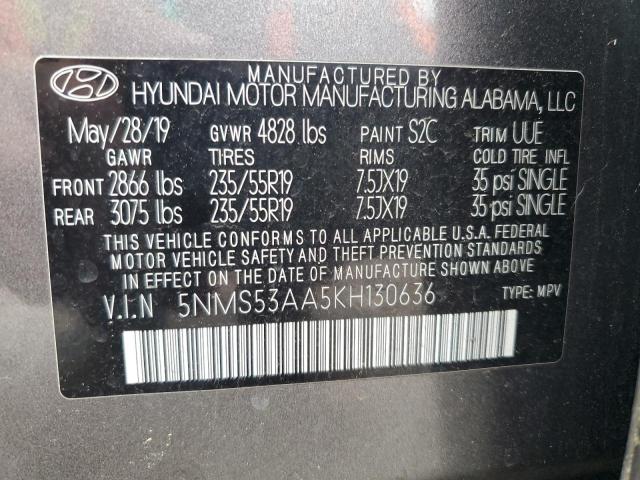 MANUFACTURED BY
HYUNDAI MOTOR MANUFACTURING ALABAMA, LLC
May/28/19 GVWR 4828 lbs PAINT S2C TRIM UUE
GAWR TIRES RIMS COLD TIRE INFL
FRONT 2866 lbs 235/55R19 7.5JX19 35 psi SINGLE
REAR 3075 lbs 235/55R19 7.5JX19 35 psi SINGLE
THIS VEHICLE CONFORMS TO ALL APPLICABLE U.S.A. FEDERAL
MOTOR VEHICLE SAFETY AND THEFT PREVENTION STANDARDS
IN EFFECT ON THE DATE OF MANUFACTURE SHOWN ABOVE.
V.I.N 5NMS53AA5KH130636 TYPE: MPV